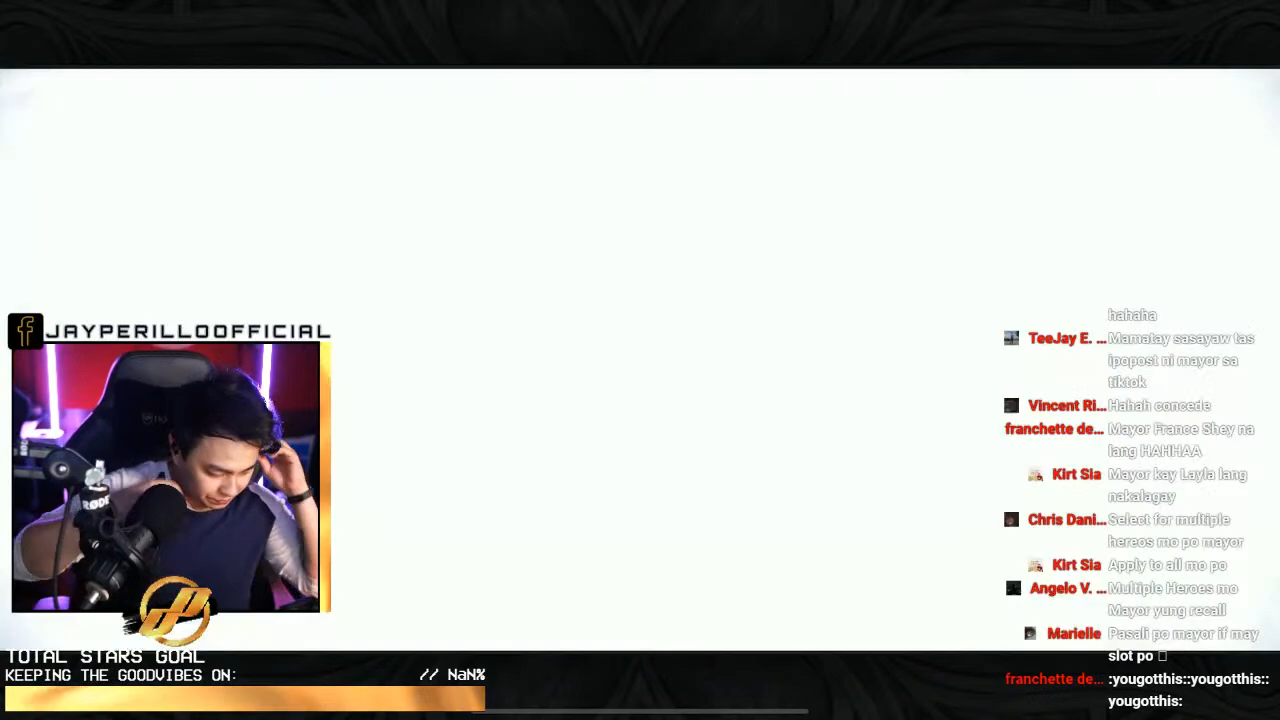 JAYPERILLOOFFICIAL
RØDE
TOTAL STARS GOAL
KEEPING THE GOODVIBES ON: // NaN%
hahaha
TeeJay E. ... Mamatay sasayaw tas
ipopost ni mayor sa
tiktok
Vincent Ri... Hahah concede
franchette de... Mayor France Shey na
lang HAHHAA
Kirt Sia Mayor kay Layla lang
nakalagay
Chris Dani... Select for multiple
hereos mo po mayor
Kirt Sia Apply to all mo po
Angelo V. ... Multiple Heroes mo
Mayor yung recall
Marielle Pasali po mayor if may
slot po
franchette de... :yougotthis::yougotthis::
yougotthis: